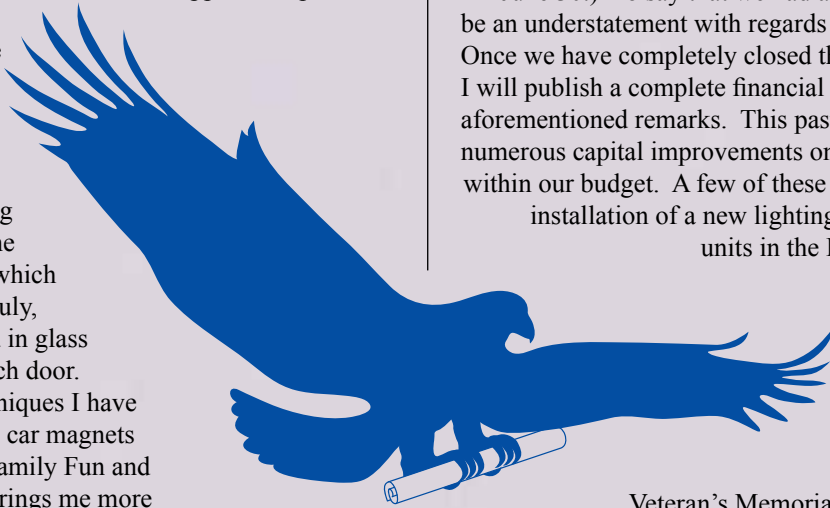 g
ne
which
uly,
in glass
ch door.
niques I have
car magnets
amily Fun and
rings me more
be an understatement with regards
Once we have completely closed th
I will publish a complete financial
aforementioned remarks. This pas
numerous capital improvements on
within our budget. A few of these
installation of a new lighting
units in the
Veteran's Memoria